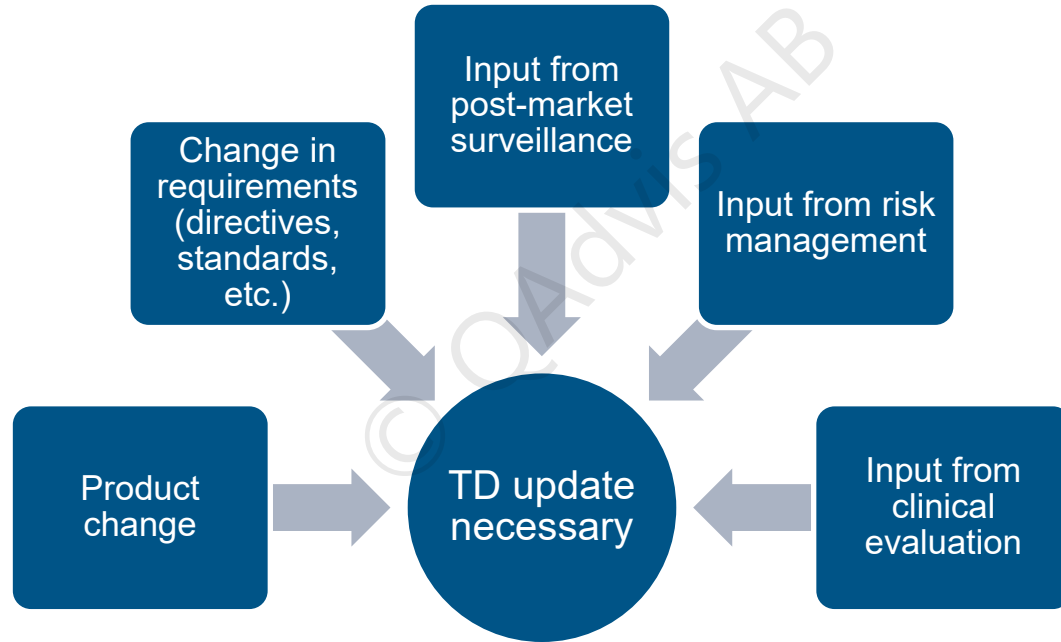 Input from
post-market
surveillance
Change in
requirements
(directives,
standards,
etc.)
Input from risk
management
Product
change
TD update
necessary
Input from
clinical
evaluation
© QAdvis AB